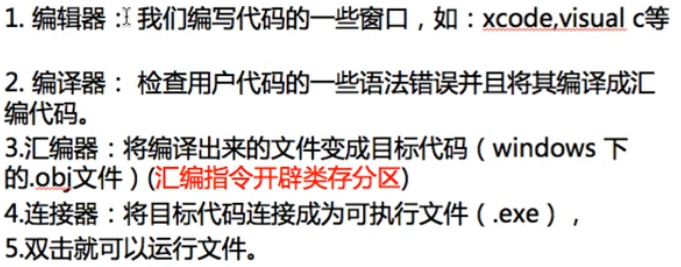 1. 编辑器：我们编写代码的一些窗口，如：xcode,visual c等
2. 编译器： 检查用户代码的一些语法错误并且将其编译成汇
编代码。
3.汇编器：将编译出来的文件变成目标代码（windows 下
的.obj文件）(汇编指令开辟类存分区)
4.连接器：将目标代码连接成为可执行文件（.exe），
5.双击就可以运行文件。